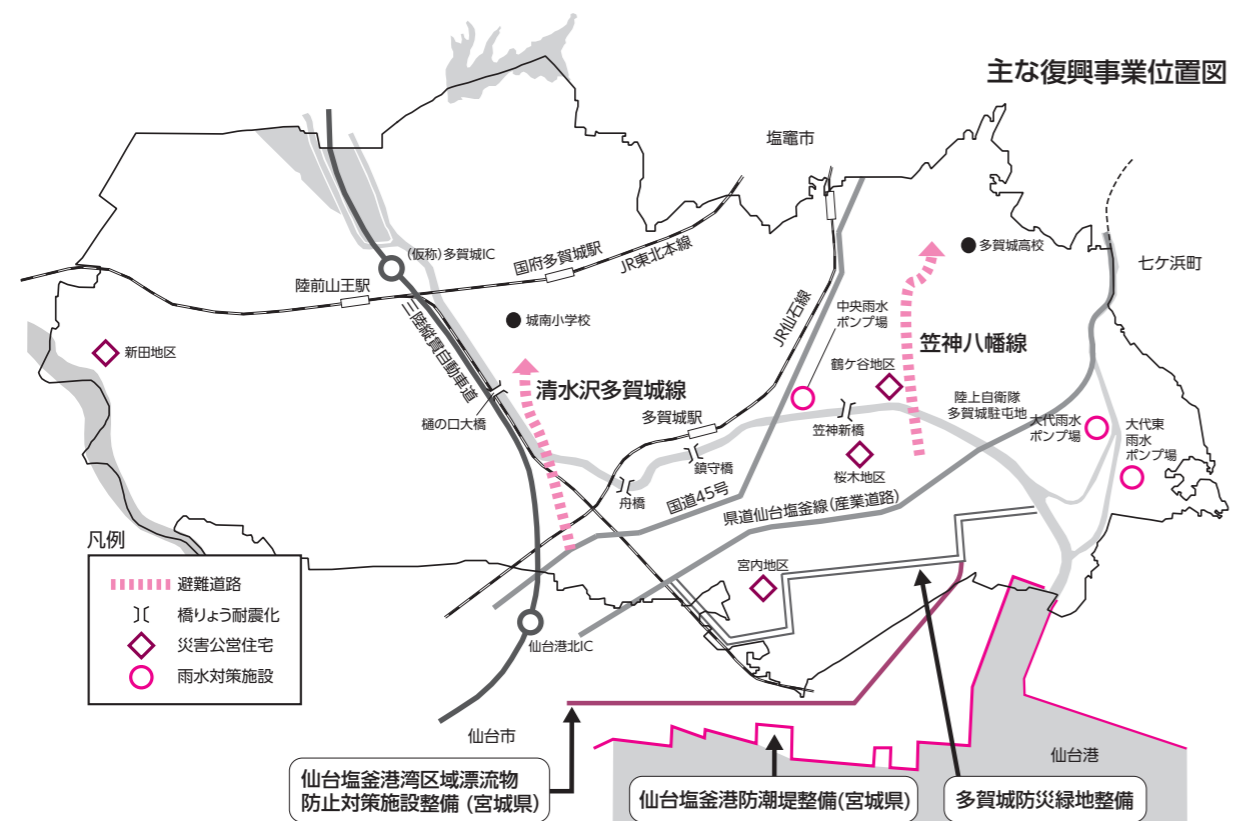 主な復興事業位置図
塩竈市
(仮称)多賀城IC
国府多賀城駅
JR東北本線
陸前山王駅
多賀城高校
七ケ浜町
城南小学校
三陸縦貫自動車道
JR仙石線
中央雨水
ポンプ場
笠神八幡線
新田地区
鶴ケ谷地区
清水沢多賀城線
樋の口大橋
多賀城駅
笠神新橋
陸上自衛隊
多賀城駐屯地
大代雨水
ポンプ場
大代東
雨水
ポンプ場
鎮守橋
桜木地区
舟橋
国道45号
県道仙台塩釜線(産業道路)
宮内地区
凡例
避難道路
橋りょう耐震化
災害公営住宅
雨水対策施設
仙台港北IC
仙台市
仙台港
仙台塩釜港湾区域漂流物
防止対策施設整備 (宮城県)
仙台塩釜港防潮堤整備(宮城県)
多賀城防災緑地整備